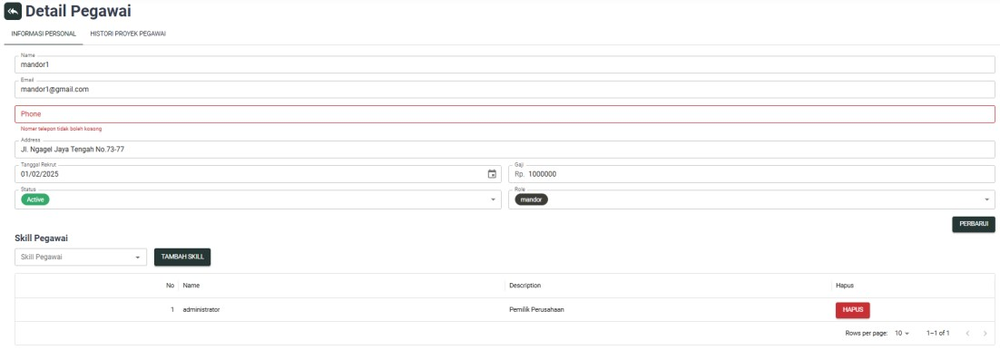 Detail Pegawai
INFORMASI PERSONAL HISTORI PROYEK PEGAWAI
Name
mandor1
Email
mandor1@gmail.com
Phone
Nomer telepon tidak boleh kosong
Address
Jl. Ngagel Jaya Tengah No.73-77
Tanggal Rekrut Gaji
01/02/2025 Rp. 1000000
Status Role
Active mandor
PERBARUI
Skill Pegawai
Skill Pegawai TAMBAH SKILL
No Name Description Hapus
1 administrator Pemilik Perusahaan HAPUS
Rows per page: 10 1–1 of 1